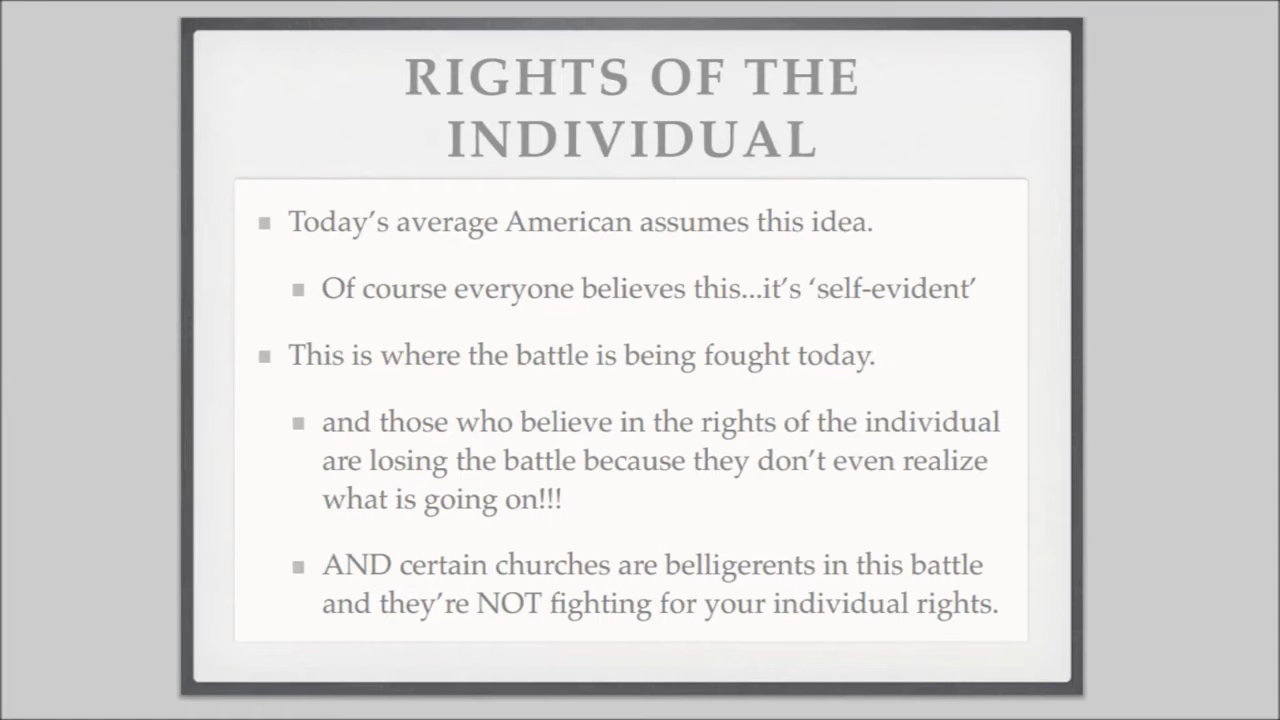 RIGHTS OF THE
INDIVIDUAL
Today's average American assumes this idea.
Of course everyone believes this...it's ‘self-evident’
This is where the battle is being fought today.
and those who believe in the rights of the individual
are losing the battle because they don't even realize
what is going on!!!
AND certain churches are belligerents in this battle
and they're NOT fighting for your individual rights.